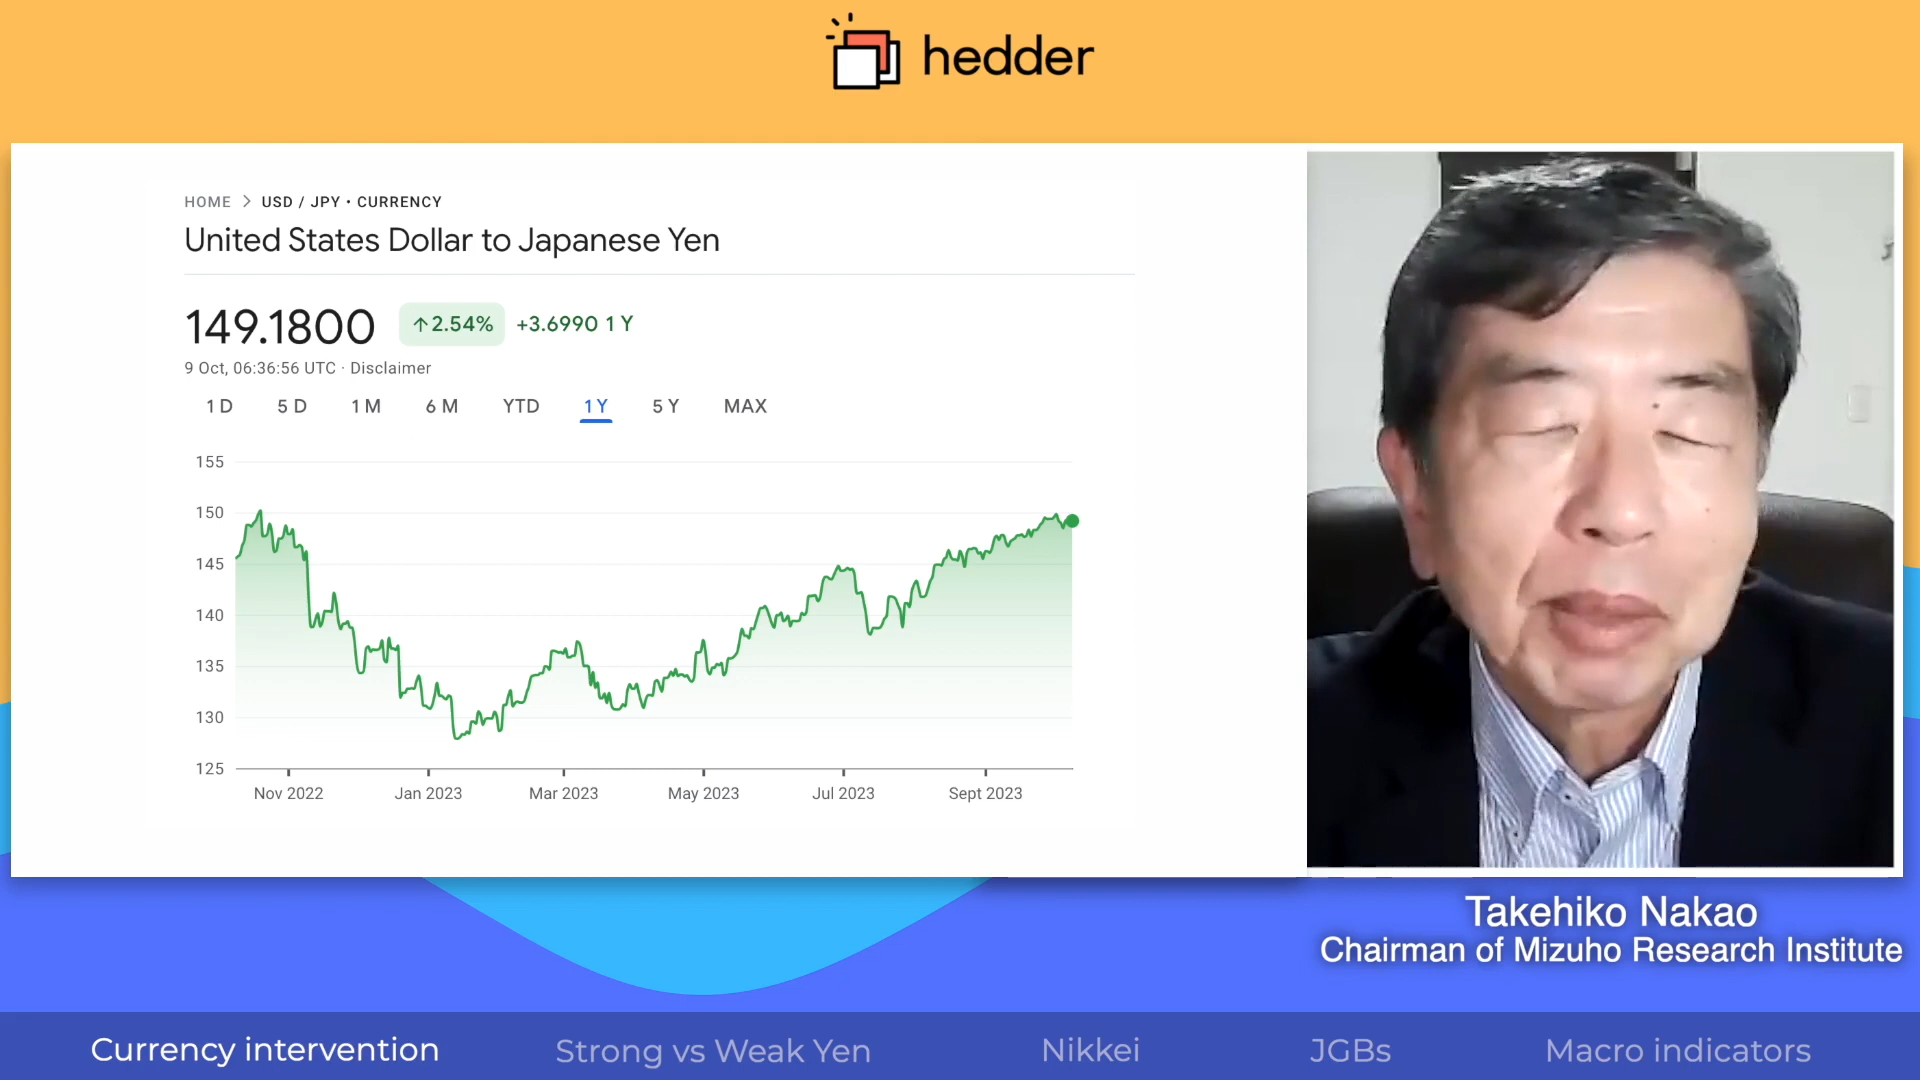 hedder
HOME > USD / JPY • CURRENCY
United States Dollar to Japanese Yen
149.1800 ↑2.54% +3.6990 1 Y
9 Oct, 06:36:56 UTC · Disclaimer
1 D 5 D 1 M 6 M YTD 1 Y 5 Y MAX
155
150
145
140
135
130
125
Nov 2022 Jan 2023 Mar 2023 May 2023 Jul 2023 Sept 2023
Takehiko Nakao
Chairman of Mizuho Research Institute
Currency intervention Strong vs Weak Yen Nikkei JGBs Macro indicators